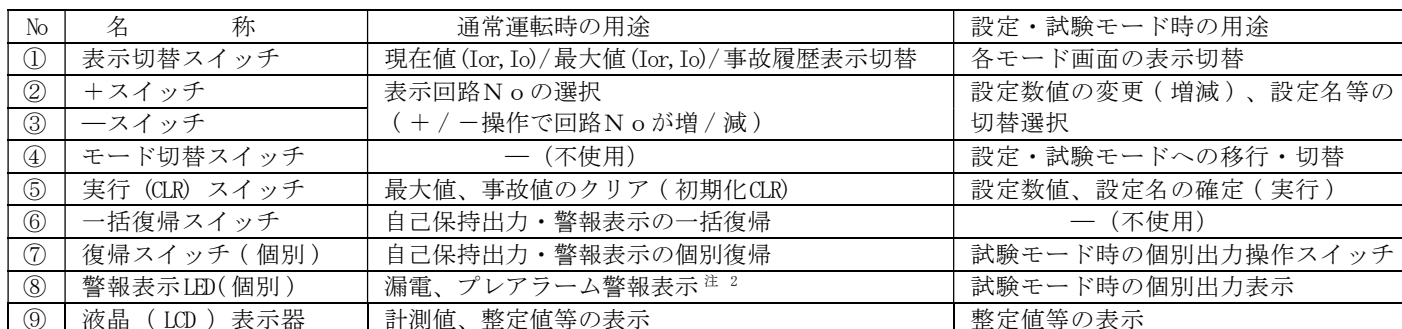 No 名 称 通常運転時の用途 設定・試験モード時の用途
① 表示切替スイッチ 現在値(Ior,Io)/最大値(Ior,Io)/事故履歴表示切替 各モード画面の表示切替
② +スイッチ 表示回路Noの選択 設定数値の変更(増減)、設定名等の
③ ―スイッチ (+/-操作で回路Noが増/減) 切替選択
④ モード切替スイッチ ―(不使用) 設定・試験モードへの移行・切替
⑤ 実行(CLR)スイッチ 最大値、事故値のクリア(初期化CLR) 設定数値、設定名の確定(実行)
⑥ 一括復帰スイッチ 自己保持出力・警報表示の一括復帰 ―(不使用)
⑦ 復帰スイッチ(個別) 自己保持出力・警報表示の個別復帰 試験モード時の個別出力操作スイッチ
⑧ 警報表示LED(個別) 漏電、プレアラーム警報表示注2 試験モード時の個別出力表示
⑨ 液晶(LCD)表示器 計測値、整定値等の表示 整定値等の表示